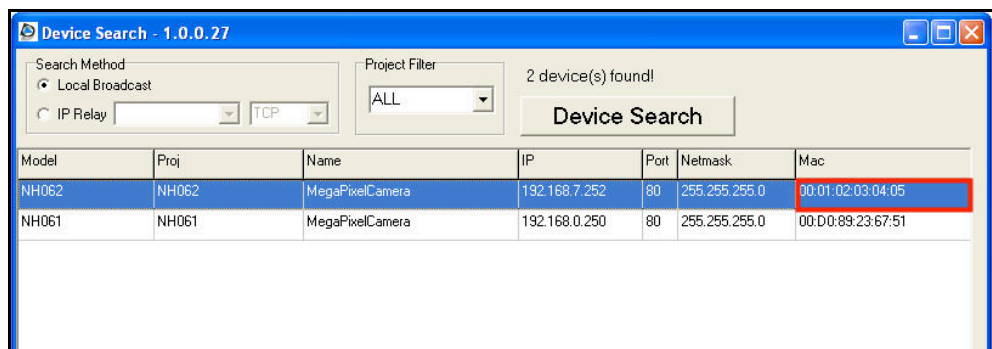 Device Search - 1.0.0.27
Search Method
Local Broadcast
IP Relay TCP
Project Filter
ALL
2 device(s) found!
Device Search
Model Proj Name IP Port Netmask Mac
NH062 NH062 MegaPixelCamera 192.168.7.252 80 255.255.255.0 00:01:02:03:04:05
NH061 NH061 MegaPixelCamera 192.168.0.250 80 255.255.255.0 00:D0:89:23:67:51